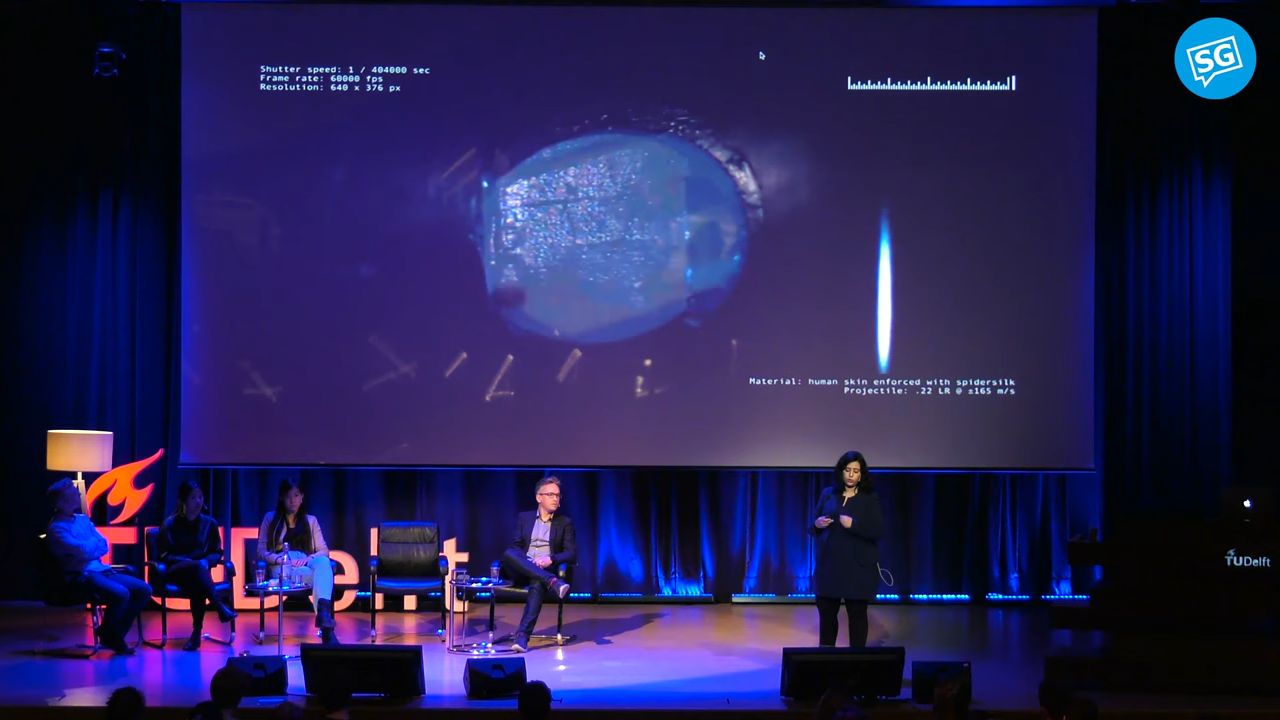 Shutter speed: 1 / 404000 sec
Frame rate: 60000 fps
Resolution: 640 x 376 px
SG
Material: human skin enforced with spidersilk
Projectile: .22 LR @ ±165 m/s
TUDelft
TUDelft